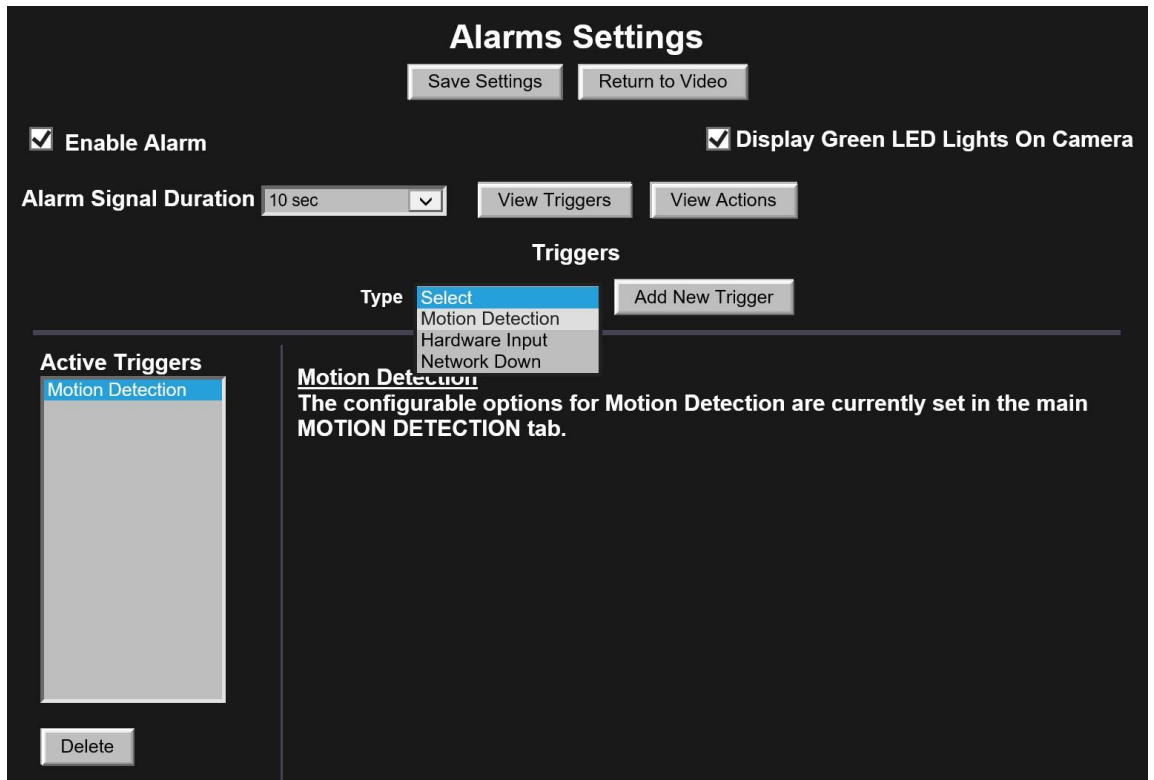 Alarms Settings
Save Settings Return to Video
Enable Alarm Display Green LED Lights On Camera
Alarm Signal Duration 10 sec View Triggers View Actions
Triggers
Type Select Add New Trigger
Motion Detection
Hardware Input
Network Down
Active Triggers
Motion Detection
Motion Detection
The configurable options for Motion Detection are currently set in the main
MOTION DETECTION tab.
Delete